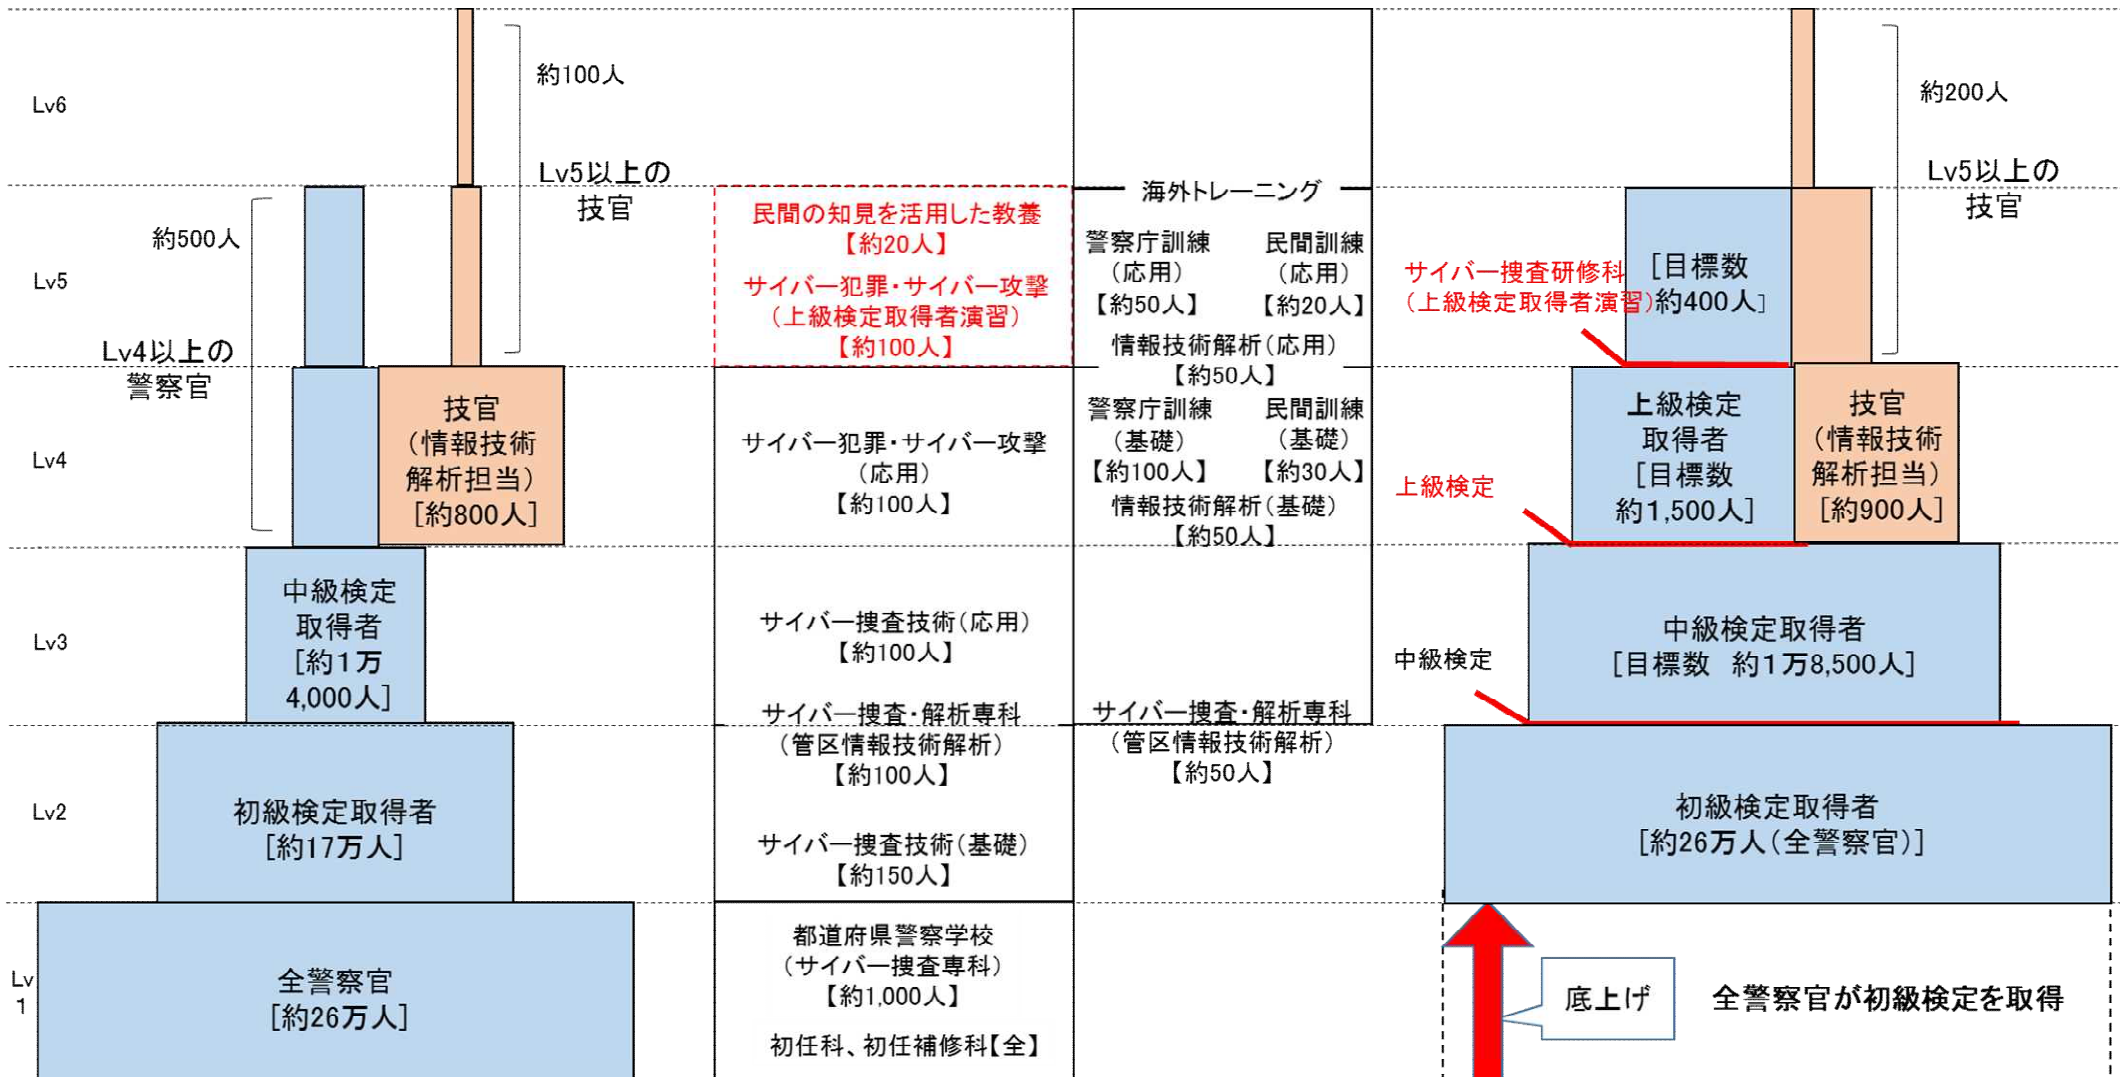 Lv6
Lv5
Lv4
Lv3
Lv2
Lv
1
約100人
Lv5以上の
技官
約500人
Lv4以上の
警察官
技官
（情報技術
解析担当）
［約800人］
中級検定
取得者
［約１万
4,000人］
初級検定取得者
［約17万人］
全警察官
［約26万人］
民間の知見を活用した教養
【約20人】
サイバー犯罪・サイバー攻撃
（上級検定取得者演習）
【約100人】
サイバー犯罪・サイバー攻撃
（応用）
【約100人】
サイバー捜査技術（応用）
【約100人】
サイバー捜査・解析専科
（管区情報技術解析）
【約100人】
サイバー捜査技術（基礎）
【約150人】
都道府県警察学校
（サイバー捜査専科）
【約1,000人】
初任科、初任補修科【全】
海外トレーニング
警察庁訓練 民間訓練
（応用） （応用）
【約50人】 【約20人】
情報技術解析（応用）
【約50人】
警察庁訓練 民間訓練
（基礎） （基礎）
【約100人】 【約30人】
情報技術解析（基礎）
【約50人】
サイバー捜査・解析専科
（管区情報技術解析）
【約50人】
約200人
Lv5以上の
技官
サイバー捜査研修科
（上級検定取得者演習）
［目標数
約400人］
上級検定
取得者
［目標数
約1,500人］
技官
（情報技術
解析担当）
［約900人］
上級検定
中級検定取得者
［目標数 約１万8,500人］
中級検定
初級検定取得者
［約26万人（全警察官）］
底上げ
全警察官が初級検定を取得